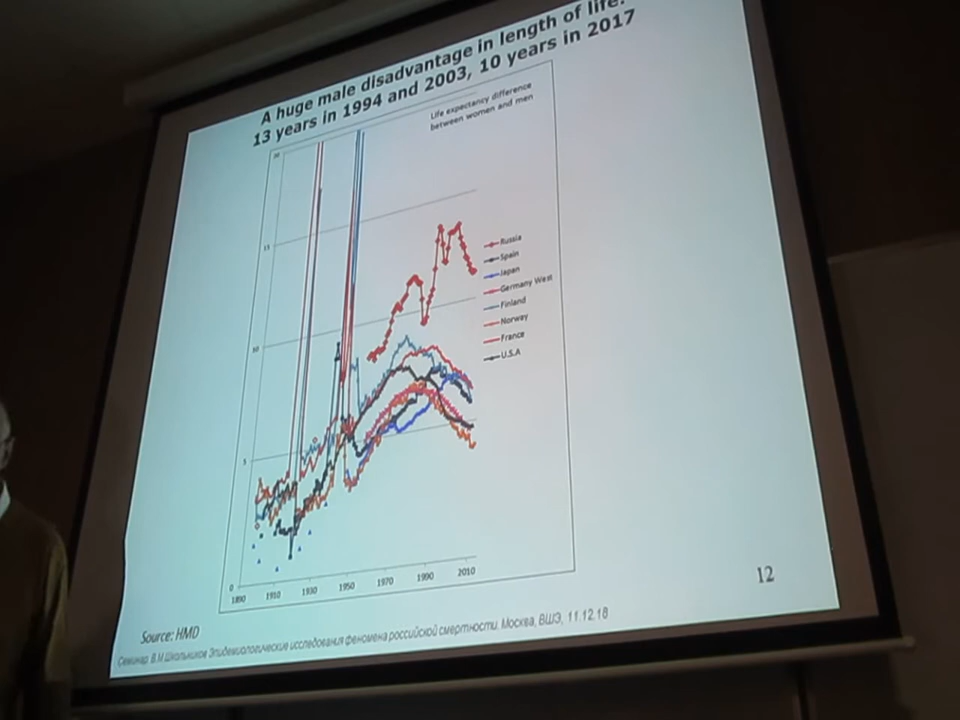 A huge male disadvantage in length of life:
13 years in 1994 and 2003, 10 years in 2017
Life expectancy difference
between women and men
20
15
10
5
0
1890 1910 1930 1950 1970 1990 2010
Russia
Spain
Japan
Germany West
Finland
Norway
France
U.S.A
12
Source: HMD
Семинар В.М.Школьников Эпидемиологические исследования феномена российской смертности. Москва, ВШЭ, 11.12.18